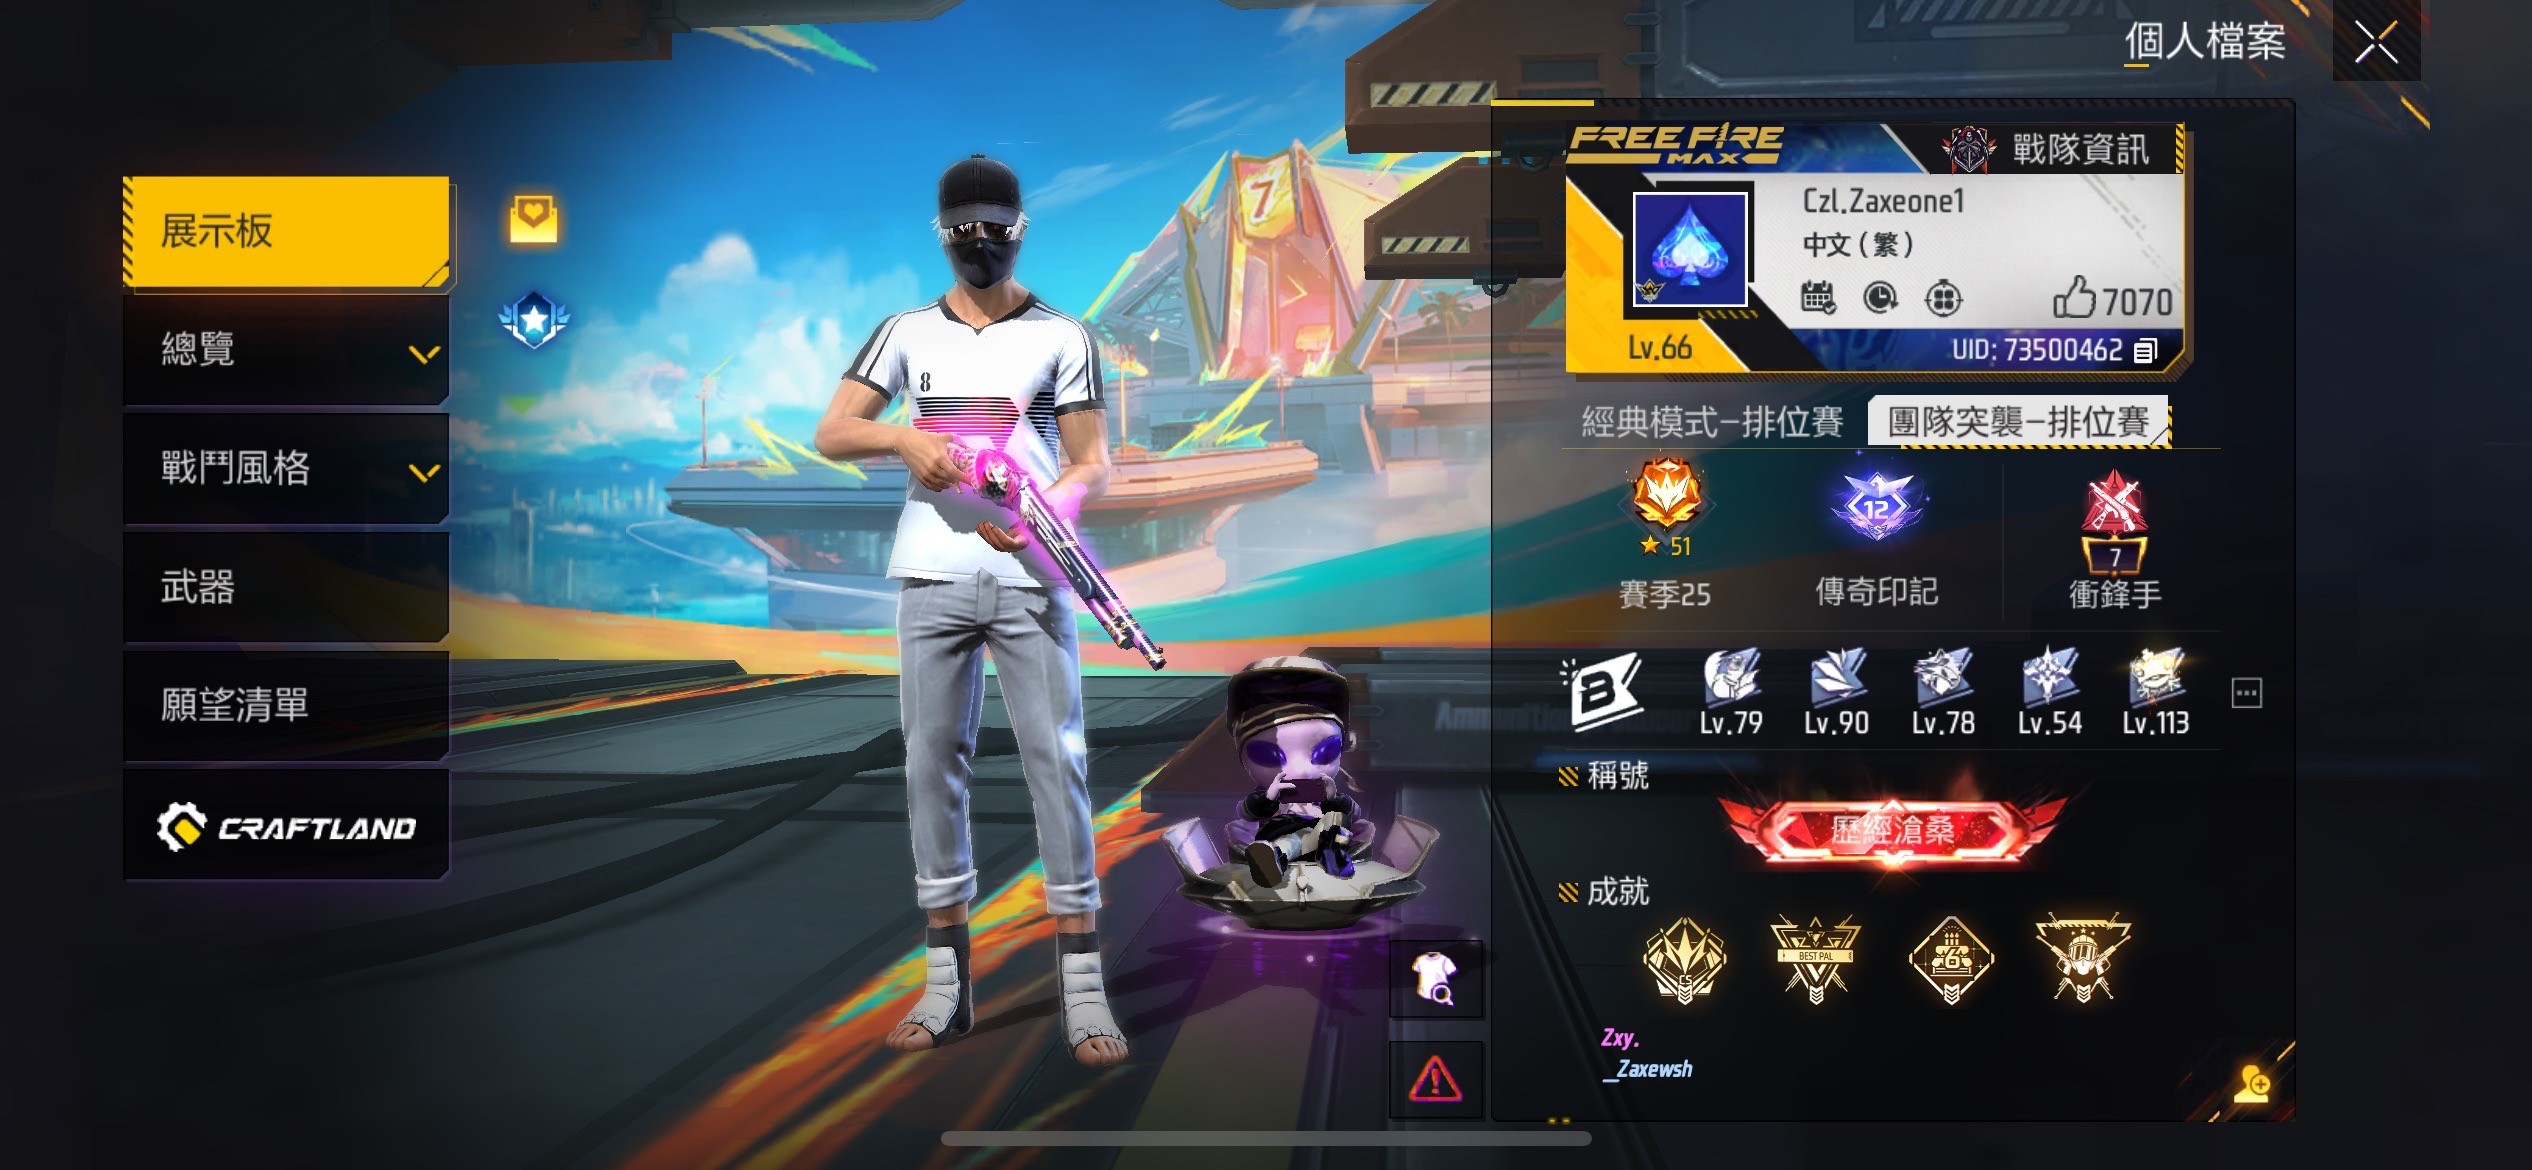 個人檔案
展示板
總覽
戰鬥風格
武器
願望清單
CRAFTLAND
7
8
FREE FIRE
MAX
戰隊資訊
Czl.Zaxeone1
中文(繁)
7070
Lv.66
UID: 73500462
經典模式–排位賽
團隊突襲–排位賽
51
賽季25
12
傳奇印記
7
衝鋒手
B
Lv.79
Lv.90
Lv.78
Lv.54
Lv.113
稱號
歷經滄桑
成就
CS
BEST PAL
6
Zxy.
_Zaxewsh